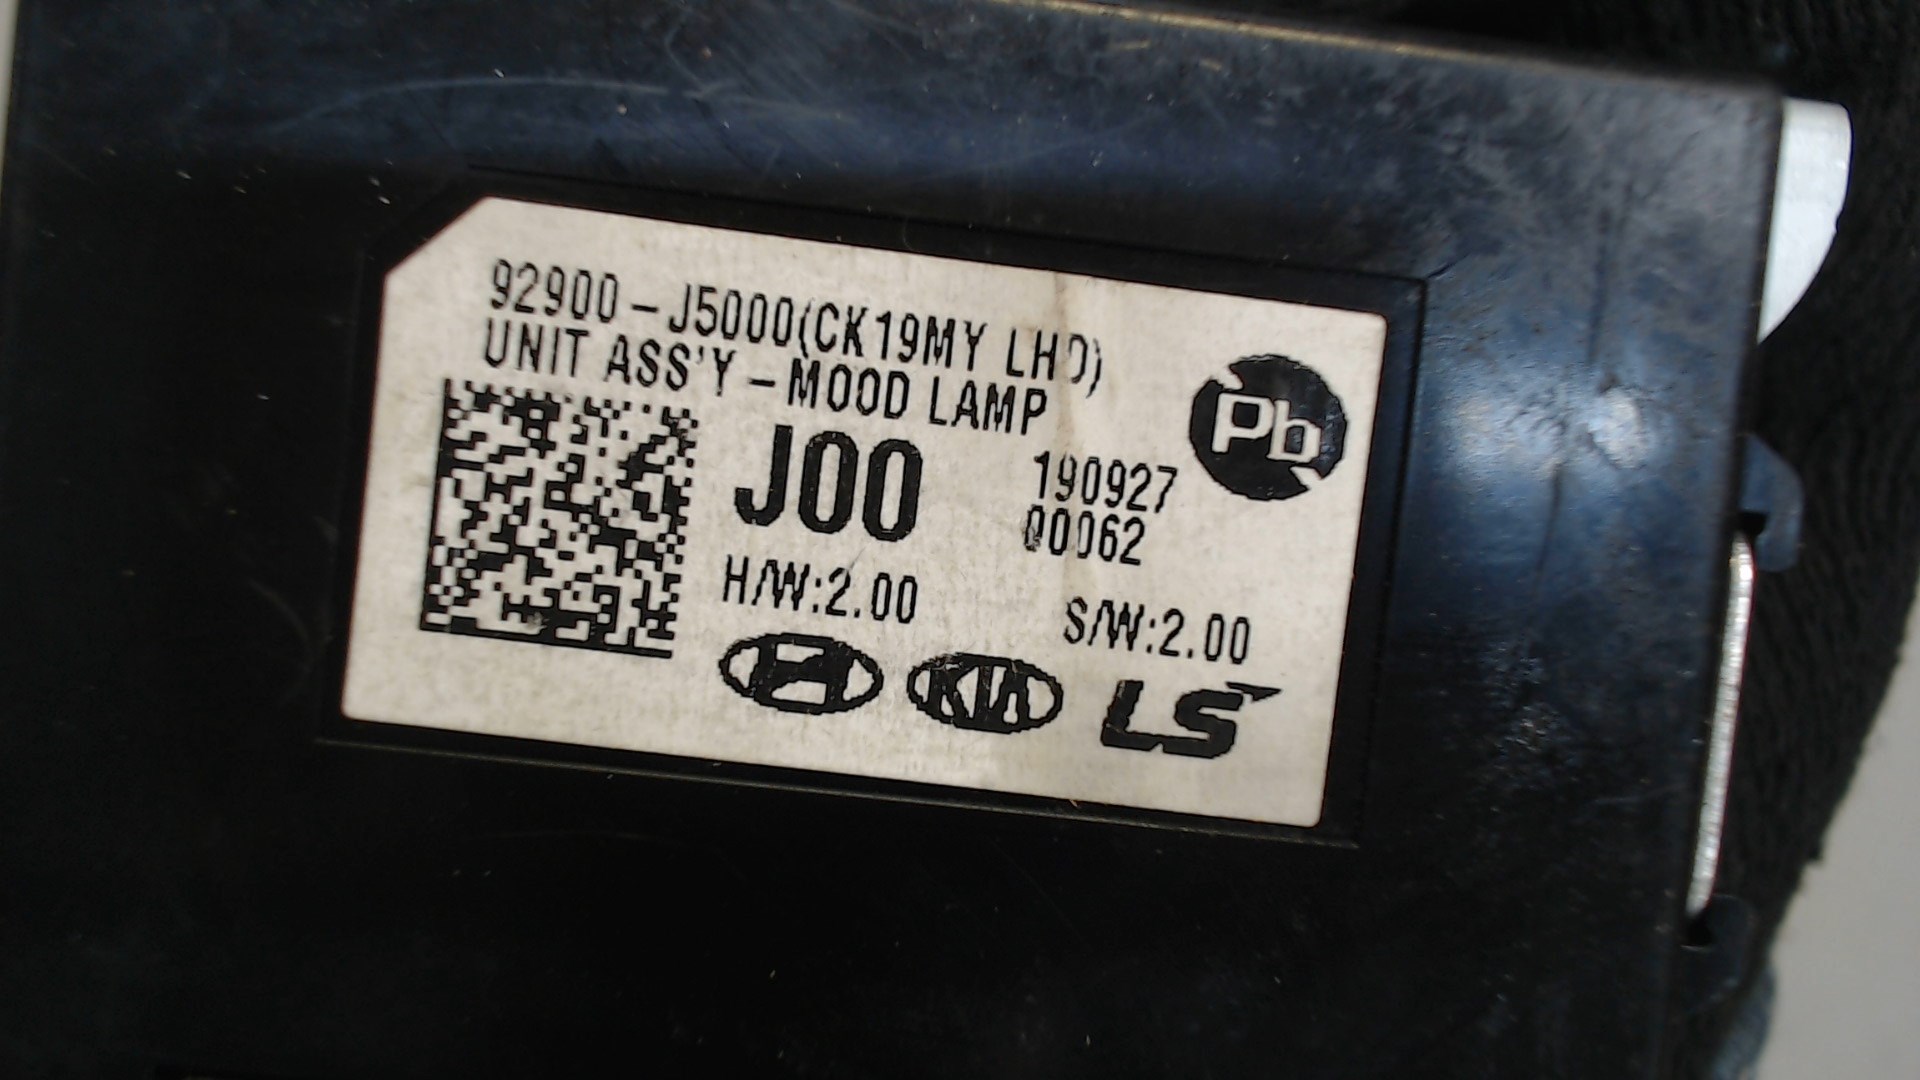 92900-J5000(CK19MY LHD)
UNIT ASS'Y-MOOD LAMP
Pb
J00
190927
00062
H/W:2.00
S/W:2.00
KIA
LS